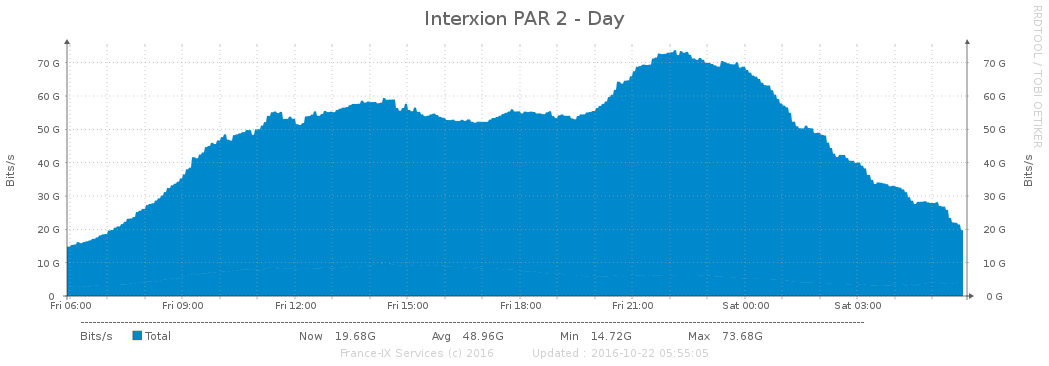 Interxion PAR 2 - Day
RRDTOOL / TOBI OETIKER
Bits/s
Bits/s
70 G 70 G
60 G 60 G
50 G 50 G
40 G 40 G
30 G 30 G
20 G 20 G
10 G 10 G
0 0 G
Fri 06:00 Fri 09:00 Fri 12:00 Fri 15:00 Fri 18:00 Fri 21:00 Sat 00:00 Sat 03:00
Bits/s Total Now 19.68G Avg 48.96G Min 14.72G Max 73.68G
France-IX Services (c) 2016 Updated : 2016-10-22 05:55:05